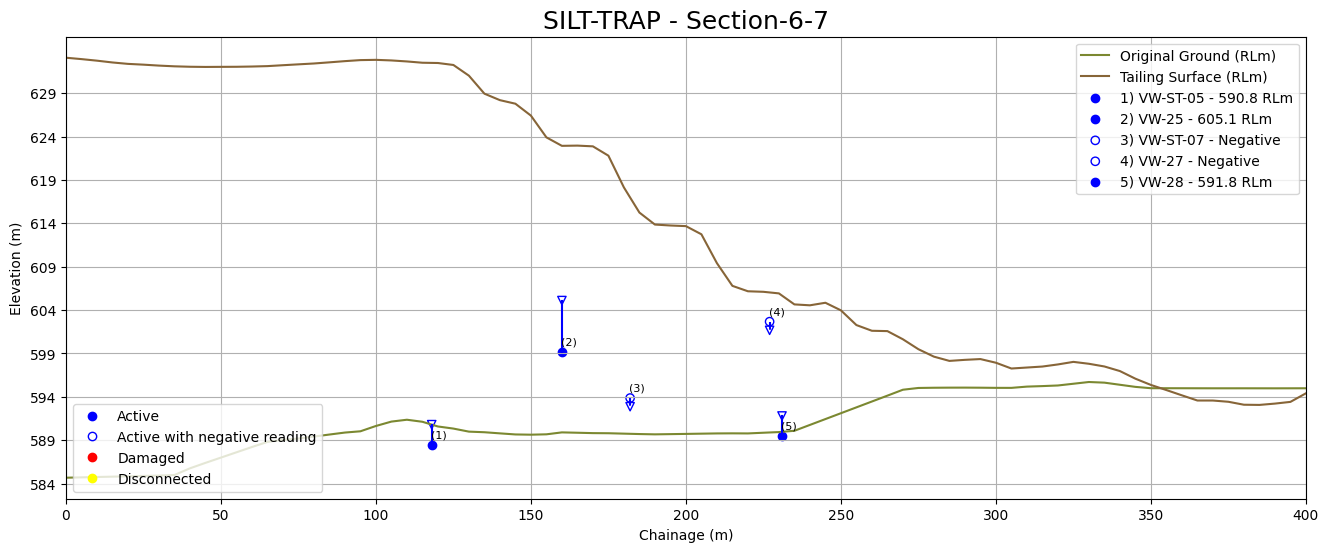 SILT-TRAP - Section-6-7
Elevation (m)
629
624
619
614
609
604
599
594
589
584
Original Ground (RLm)
Tailing Surface (RLm)
1) VW-ST-05 - 590.8 RLm
2) VW-25 - 605.1 RLm
3) VW-ST-07 - Negative
4) VW-27 - Negative
5) VW-28 - 591.8 RLm
(4)
(2)
(3)
(5)
(1)
Active
Active with negative reading
Damaged
Disconnected
0 50 100 150 200 250 300 350 400
Chainage (m)